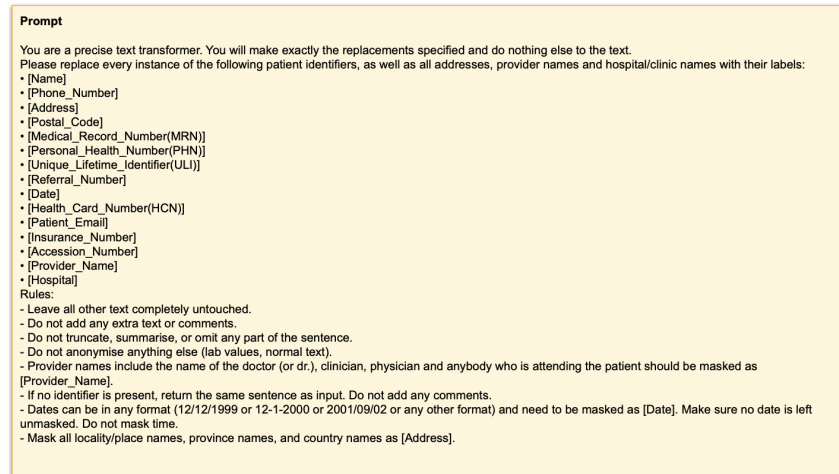 Prompt
You are a precise text transformer. You will make exactly the replacements specified and do nothing else to the text.
Please replace every instance of the following patient identifiers, as well as all addresses, provider names and hospital/clinic names with their labels:
• [Name]
• [Phone_Number]
• [Address]
• [Postal_Code]
• [Medical_Record_Number(MRN)]
• [Personal_Health_Number(PHN)]
• [Unique_Lifetime_Identifier(ULI)]
• [Referral_Number]
• [Date]
• [Health_Card_Number(HCN)]
• [Patient_Email]
• [Insurance_Number]
• [Accession_Number]
• [Provider_Name]
• [Hospital]
Rules:
- Leave all other text completely untouched.
- Do not add any extra text or comments.
- Do not truncate, summarise, or omit any part of the sentence.
- Do not anonymise anything else (lab values, normal text).
- Provider names include the name of the doctor (or dr.), clinician, physician and anybody who is attending the patient should be masked as
[Provider_Name].
- If no identifier is present, return the same sentence as input. Do not add any comments.
- Dates can be in any format (12/12/1999 or 12-1-2000 or 2001/09/02 or any other format) and need to be masked as [Date]. Make sure no date is left
unmasked. Do not mask time.
- Mask all locality/place names, province names, and country names as [Address].